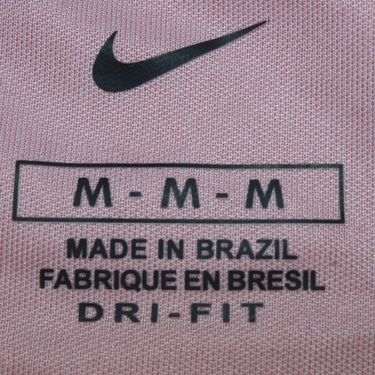 M - M - M
MADE IN BRAZIL
FABRIQUE EN BRESIL
DRI-FIT